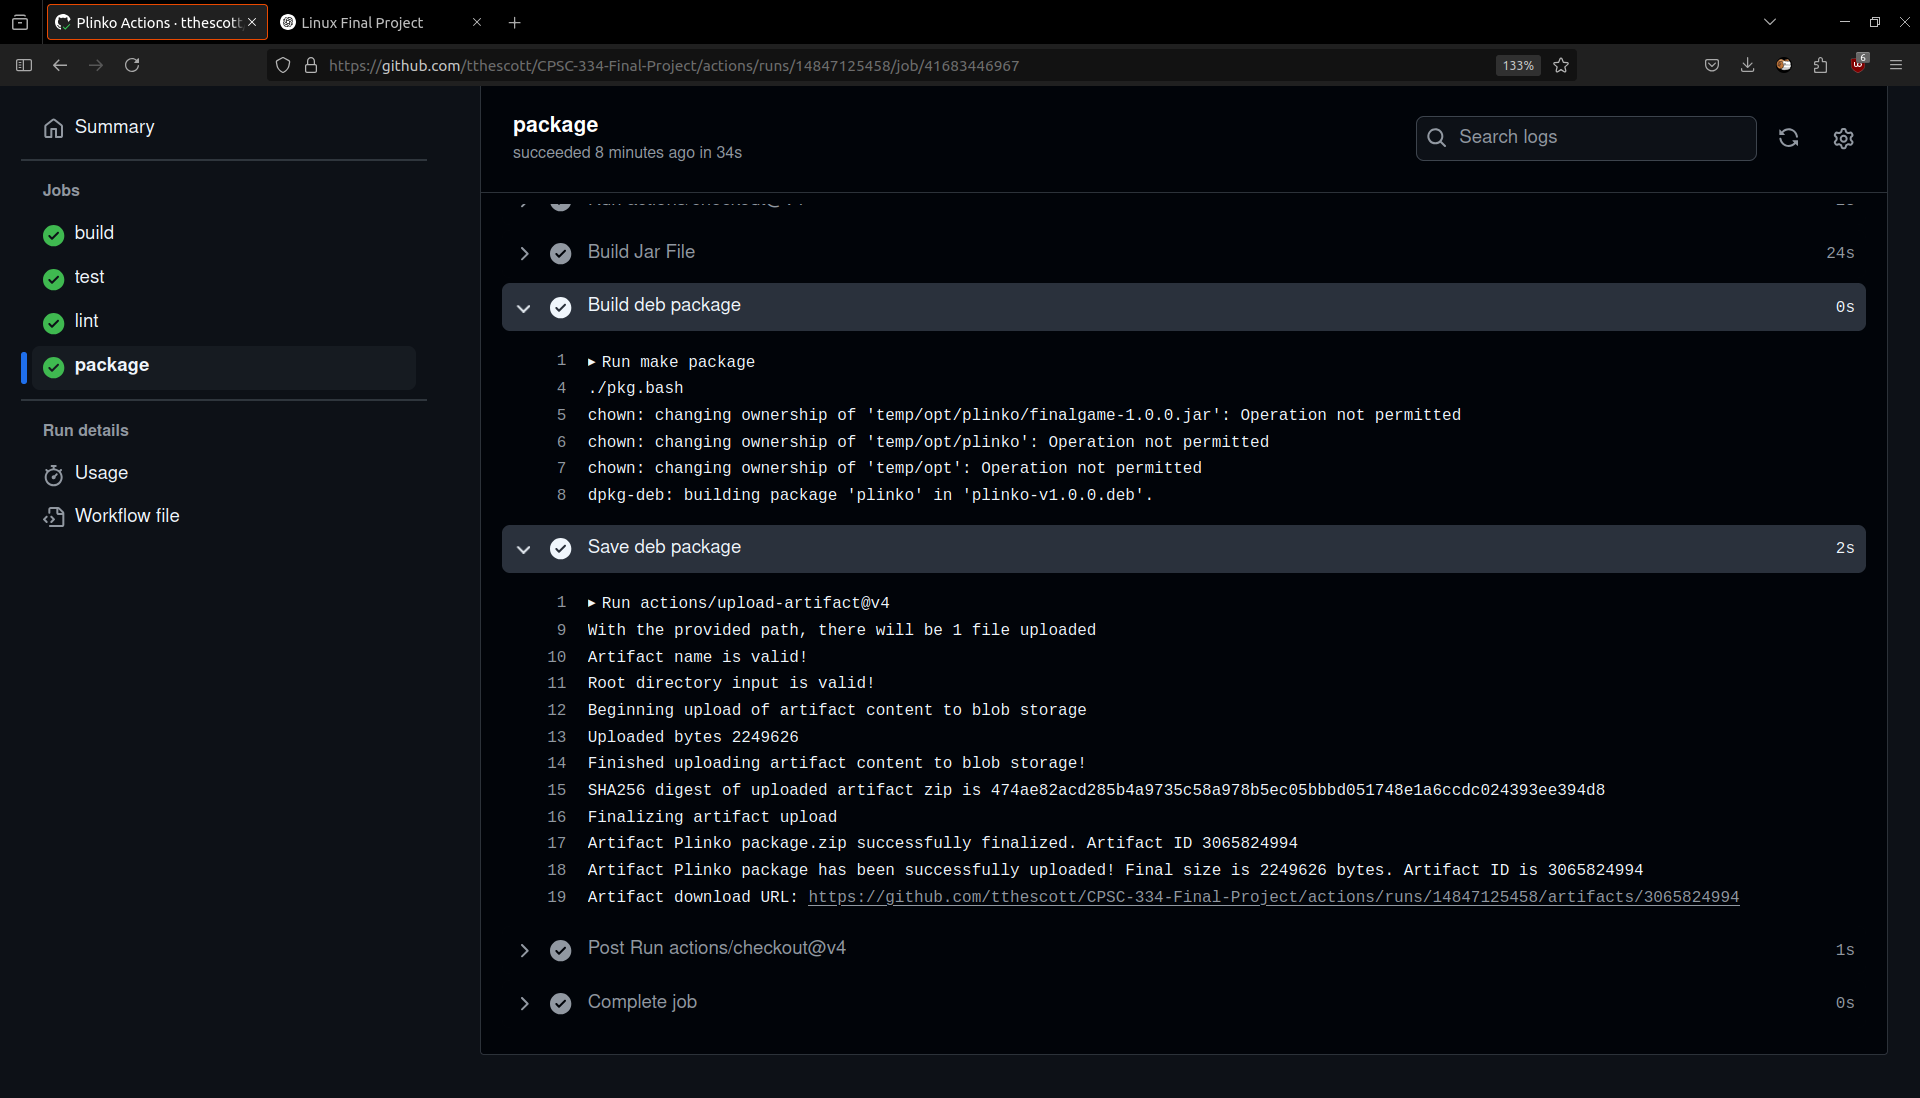 Plinko Actions · tthescott
Linux Final Project
https://github.com/tthescott/CPSC-334-Final-Project/actions/runs/14847125458/job/41683446967
133%
6
Summary
Jobs
build
test
lint
package
Run details
Usage
Workflow file
package
succeeded 8 minutes ago in 34s
Search logs
Build Jar File
24s
Build deb package
0s
1 Run make package
4 ./pkg.bash
5 chown: changing ownership of 'temp/opt/plinko/finalgame-1.0.0.jar': Operation not permitted
6 chown: changing ownership of 'temp/opt/plinko': Operation not permitted
7 chown: changing ownership of 'temp/opt': Operation not permitted
8 dpkg-deb: building package 'plinko' in 'plinko-v1.0.0.deb'.
Save deb package
2s
1 Run actions/upload-artifact@v4
9 With the provided path, there will be 1 file uploaded
10 Artifact name is valid!
11 Root directory input is valid!
12 Beginning upload of artifact content to blob storage
13 Uploaded bytes 2249626
14 Finished uploading artifact content to blob storage!
15 SHA256 digest of uploaded artifact zip is 474ae82acd285b4a9735c58a978b5ec05bbbd051748e1a6ccdc024393ee394d8
16 Finalizing artifact upload
17 Artifact Plinko package.zip successfully finalized. Artifact ID 3065824994
18 Artifact Plinko package has been successfully uploaded! Final size is 2249626 bytes. Artifact ID is 3065824994
19 Artifact download URL: https://github.com/tthescott/CPSC-334-Final-Project/actions/runs/14847125458/artifacts/3065824994
Post Run actions/checkout@v4
1s
Complete job
0s